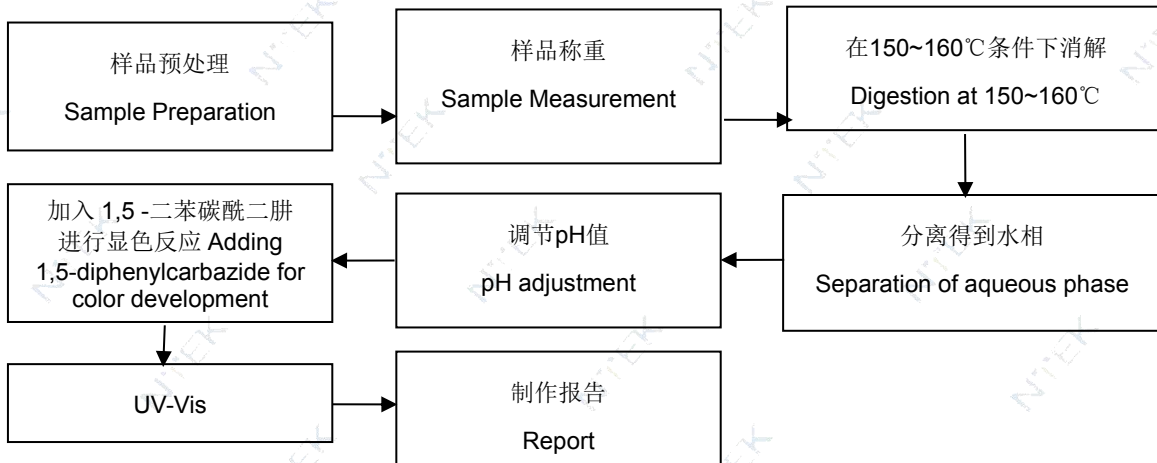 样品预处理
Sample Preparation
样品称重
Sample Measurement
在150~160℃条件下消解
Digestion at 150~160℃
分离得到水相
Separation of aqueous phase
调节pH值
pH adjustment
加入 1,5 -二苯碳酰二肼
进行显色反应 Adding
1,5-diphenylcarbazide for
color development
UV-Vis
制作报告
Report
NTEK